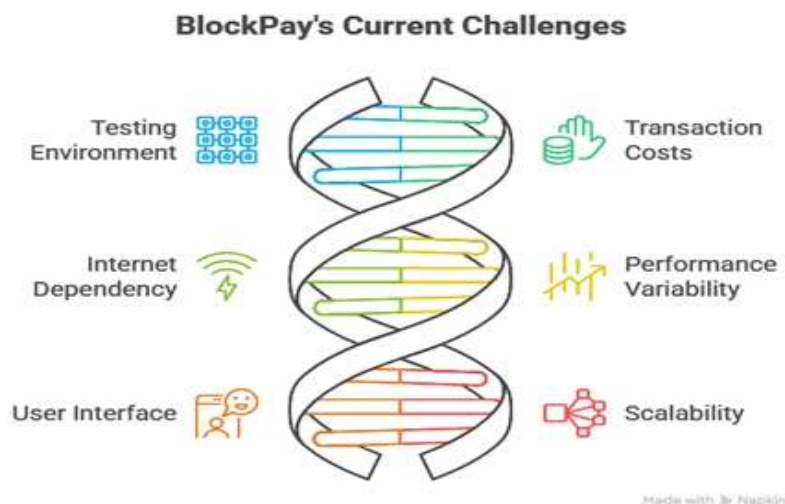 BlockPay's Current Challenges
Testing
Environment
Transaction
Costs
Internet
Dependency
Performance
Variability
User Interface
Scalability
Made with Napkin